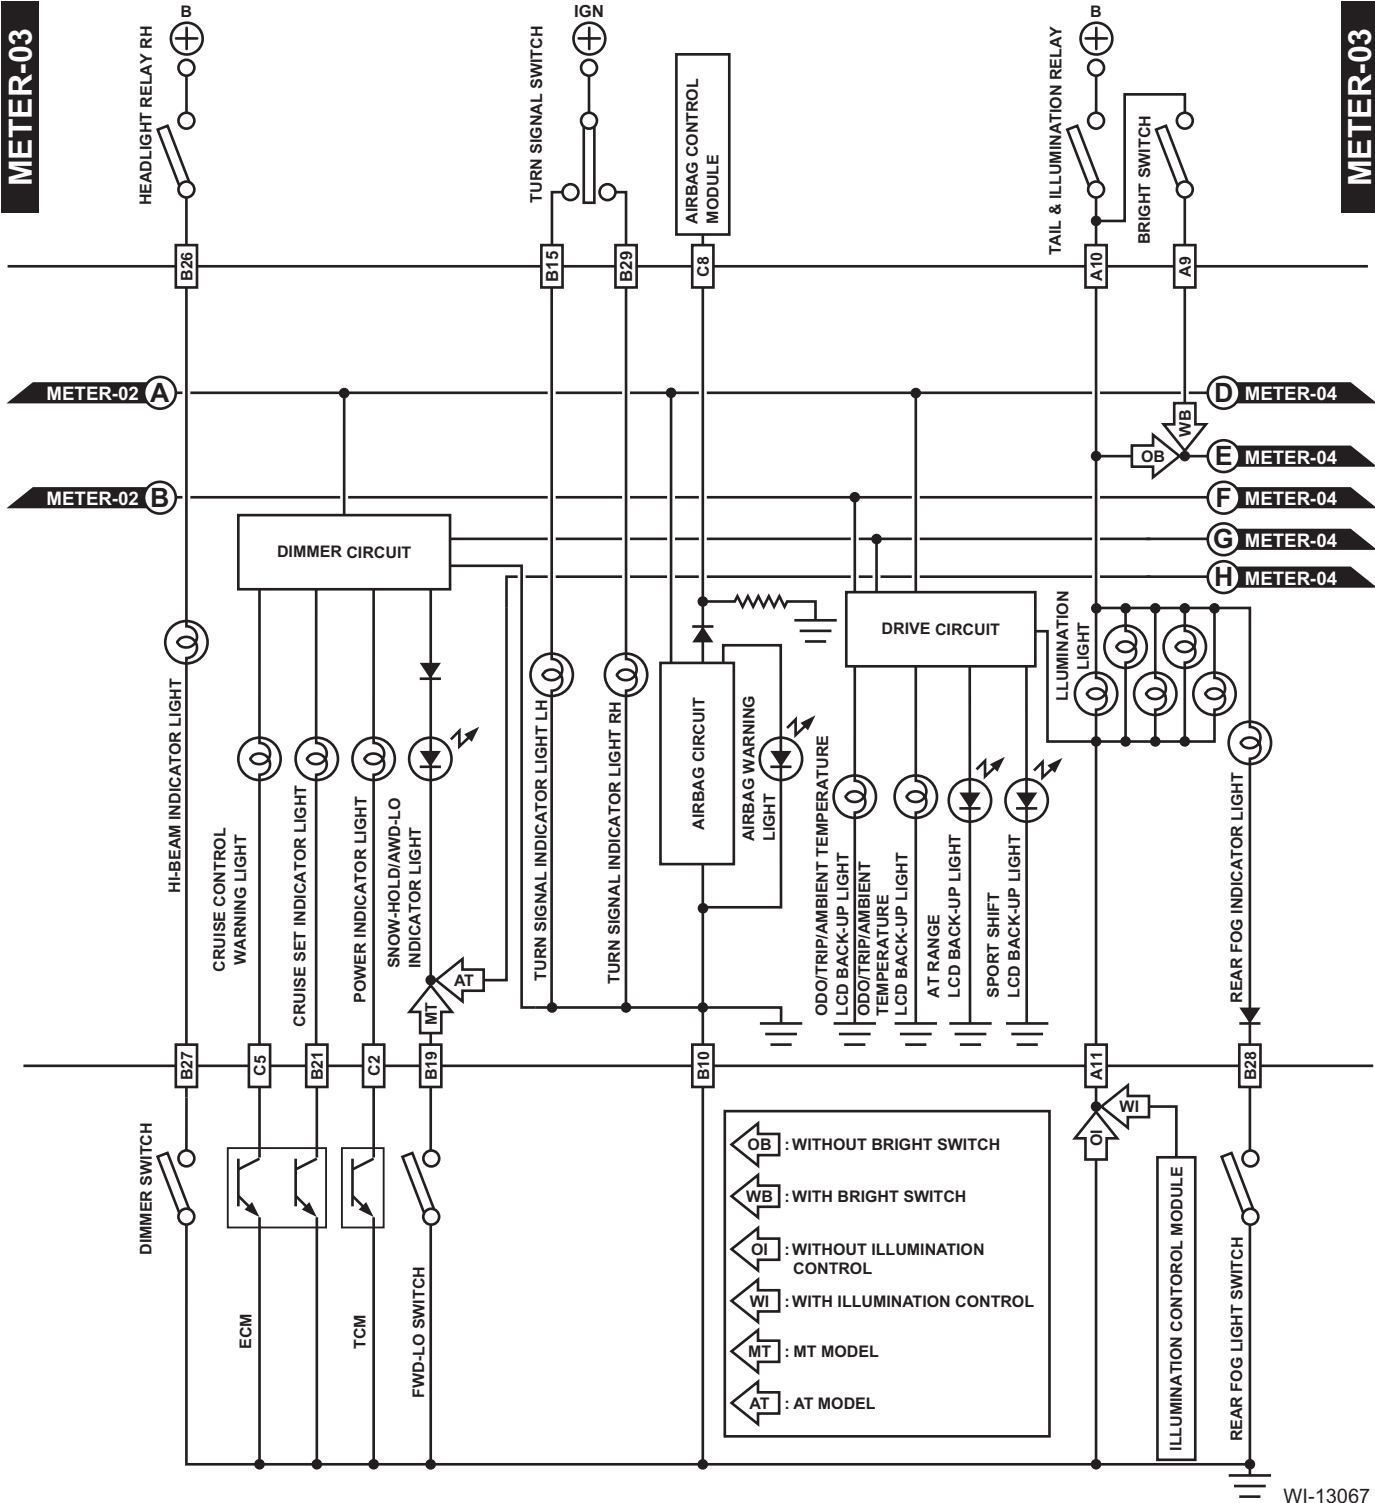 METER-03
METER-03
B
IGN
B
HEADLIGHT RELAY RH
TURN SIGNAL SWITCH
AIRBAG CONTROL
MODULE
TAIL & ILLUMINATION RELAY
BRIGHT SWITCH
B26
B15
B29
C8
A10
A9
METER-02
A
D
METER-04
WB
OB
E
METER-04
METER-02
B
F
METER-04
DIMMER CIRCUIT
G
METER-04
H
METER-04
DRIVE CIRCUIT
LLUMINATION
LIGHT
HI-BEAM INDICATOR LIGHT
CRUISE CONTROL
WARNING LIGHT
CRUISE SET INDICATOR LIGHT
POWER INDICATOR LIGHT
SNOW-HOLD/AWD-LO
INDICATOR LIGHT
TURN SIGNAL INDICATOR LIGHT LH
TURN SIGNAL INDICATOR LIGHT RH
AIRBAG CIRCUIT
AIRBAG WARNING
LIGHT
ODO/TRIP/AMBIENT TEMPERATURE
LCD BACK-UP LIGHT
ODO/TRIP/AMBIENT
TEMPERATURE
LCD BACK-UP LIGHT
AT RANGE
LCD BACK-UP LIGHT
SPORT SHIFT
LCD BACK-UP LIGHT
REAR FOG INDICATOR LIGHT
AT
MT
B27
C5
B21
C2
B19
B10
A11
B28
WI
OI
DIMMER SWITCH
ECM
TCM
FWD-LO SWITCH
OB : WITHOUT BRIGHT SWITCH
WB : WITH BRIGHT SWITCH
OI : WITHOUT ILLUMINATION
CONTROL
WI : WITH ILLUMINATION CONTROL
MT : MT MODEL
AT : AT MODEL
ILLUMINATION CONTOROL MODULE
REAR FOG LIGHT SWITCH
WI-13067